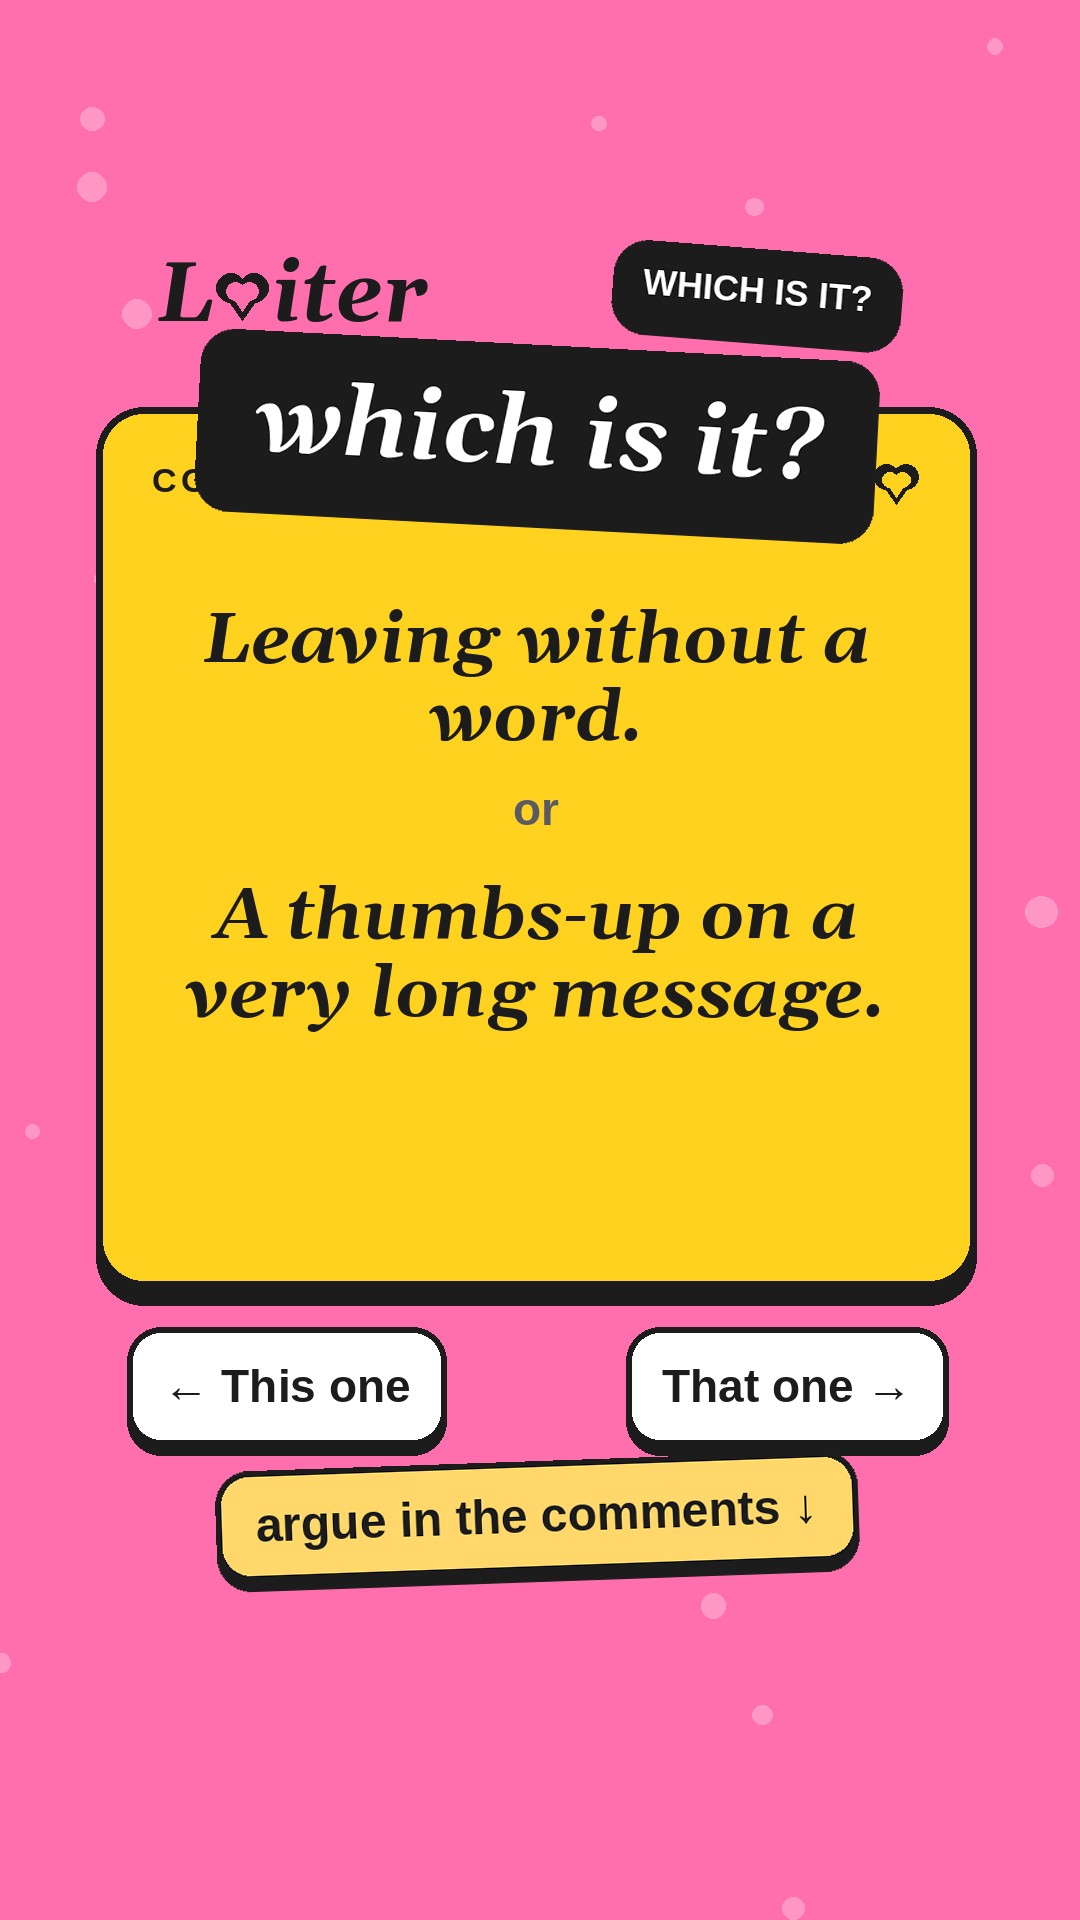 L♡iter
WHICH IS IT?
which is it?
Leaving without a
word.
or
A thumbs-up on a
very long message.
← This one
That one →
argue in the comments ↓